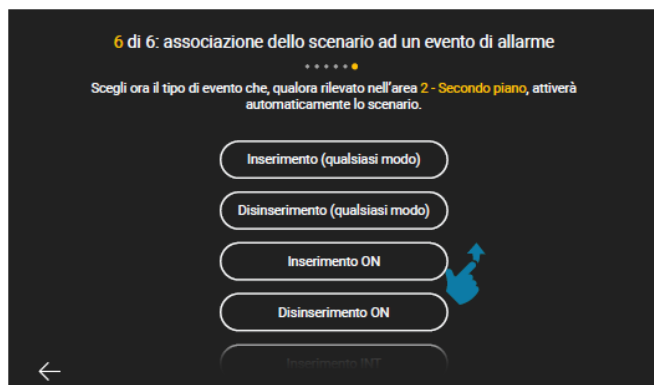 6 di 6: associazione dello scenario ad un evento di allarme
Scegli ora il tipo di evento che, qualora rilevato nell'area 2 - Secondo piano, attiverà
automaticamente lo scenario.
Inserimento (qualsiasi modo)
Disinserimento (qualsiasi modo)
Inserimento ON
Disinserimento ON
Inserimento INT